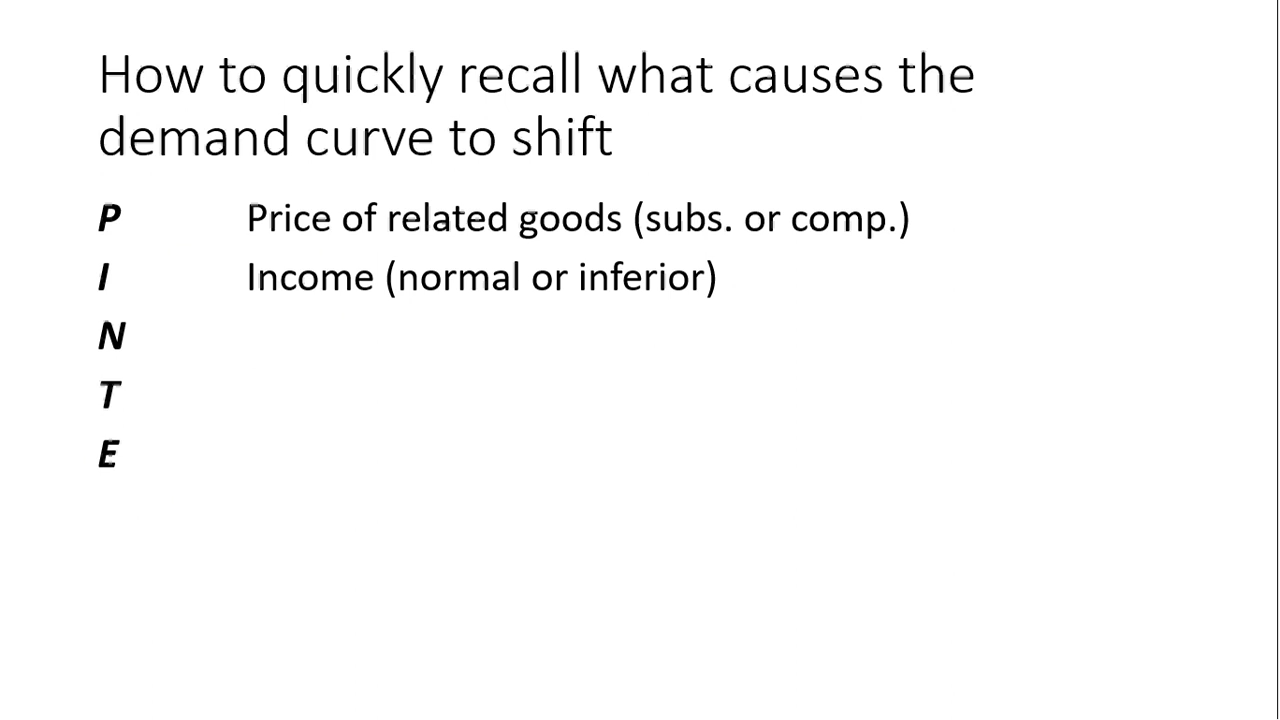 How to quickly recall what causes the
demand curve to shift
P Price of related goods (subs. or comp.)
I Income (normal or inferior)
N
T
E